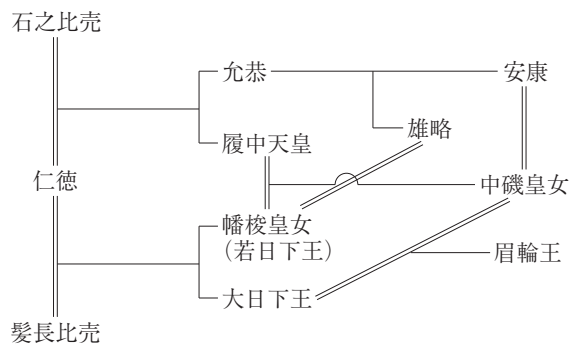 石之比売
允恭
安康
雄略
履中天皇
仁徳
中磯皇女
幡梭皇女
（若日下王）
眉輪王
大日下王
髪長比売